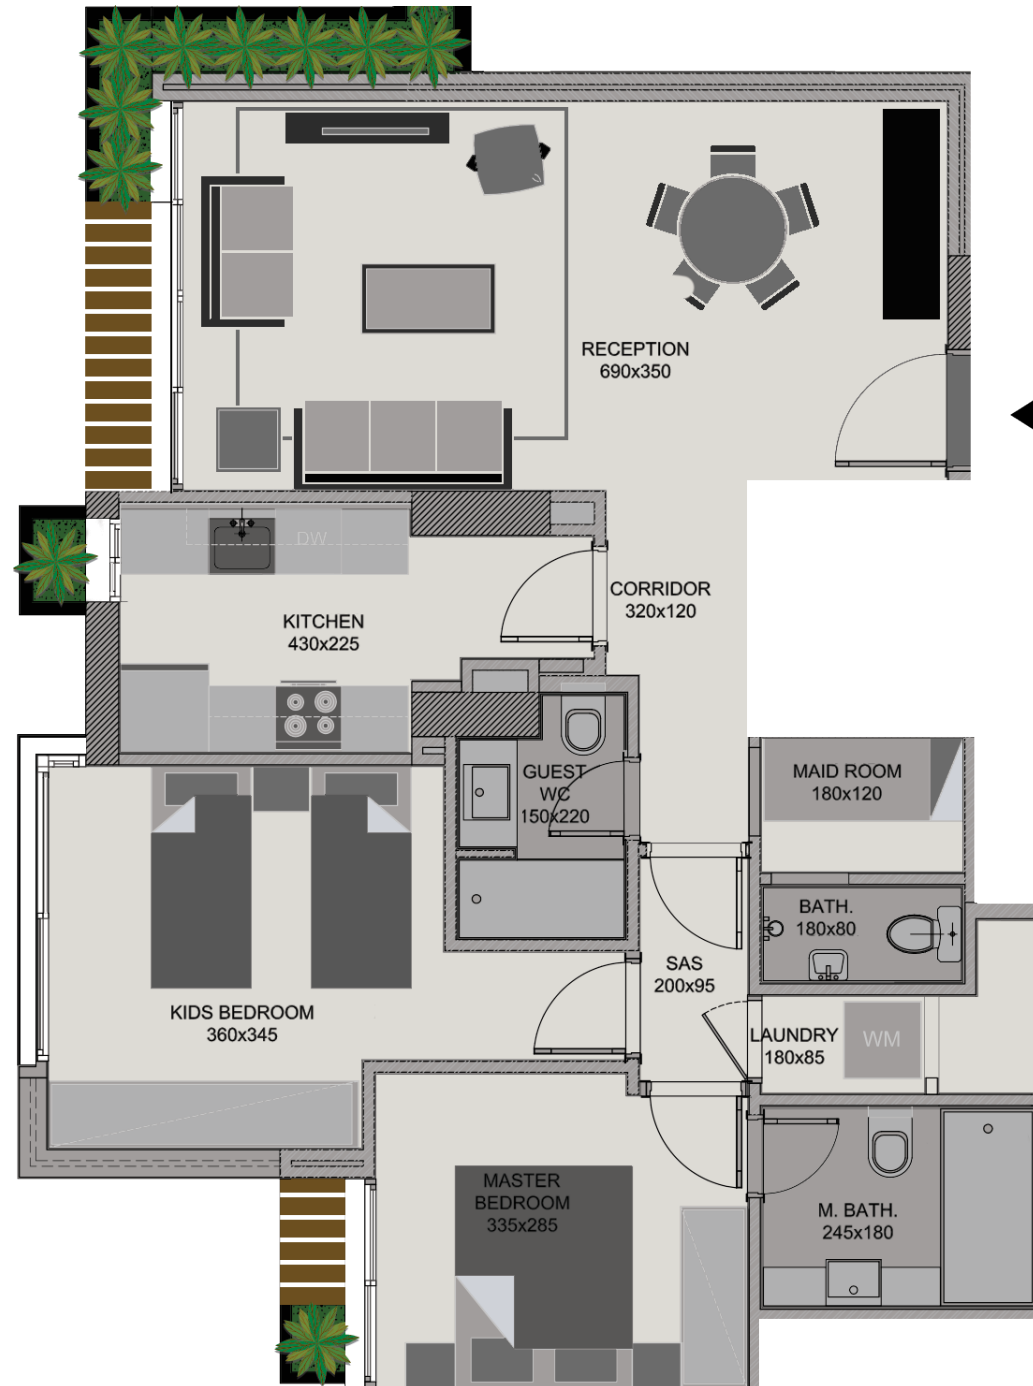 RECEPTION
690x350
DW
CORRIDOR
320x120
KITCHEN
430x225
MAID ROOM
180x120
GUEST
WC
150x220
BATH.
180x80
SAS
200x95
KIDS BEDROOM
360x345
LAUNDRY
180x85
WM
MASTER
BEDROOM
335x285
M. BATH.
245x180